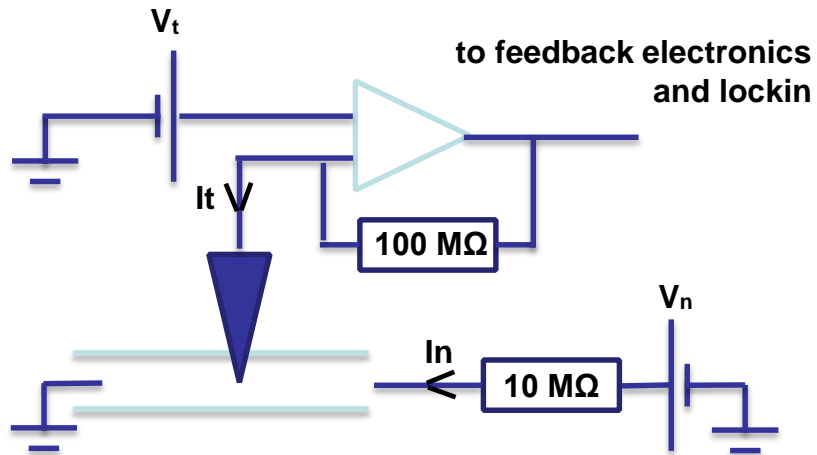 Vₜ
to feedback electronics
and lockin
It
100 MΩ
Vₙ
In
10 MΩ